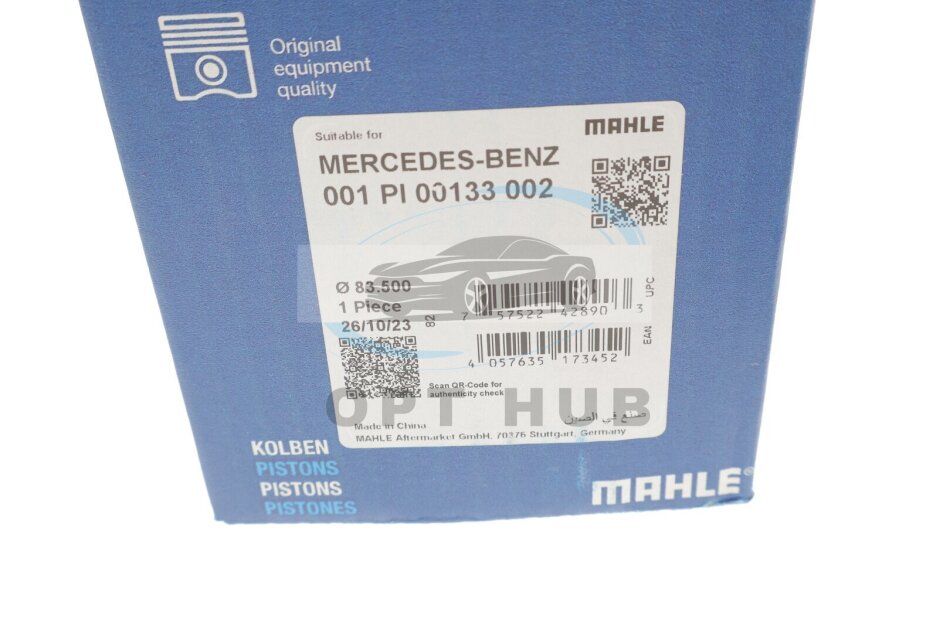 Original
equipment
quality
Suitable for
MAHLE
MERCEDES-BENZ
001 PI 00133 002
Ø 83.500
1 Piece
26/10/23
82
7 57522 42890 3
UPC
4 057635 173452
EAN
Scan QR-Code for
authenticity check
OPT HUB
Made in China
صنع في الصين
MAHLE Aftermarket GmbH, 70376 Stuttgart, Germany
KOLBEN
PISTONS
PISTONS
PISTONES
MAHLE®